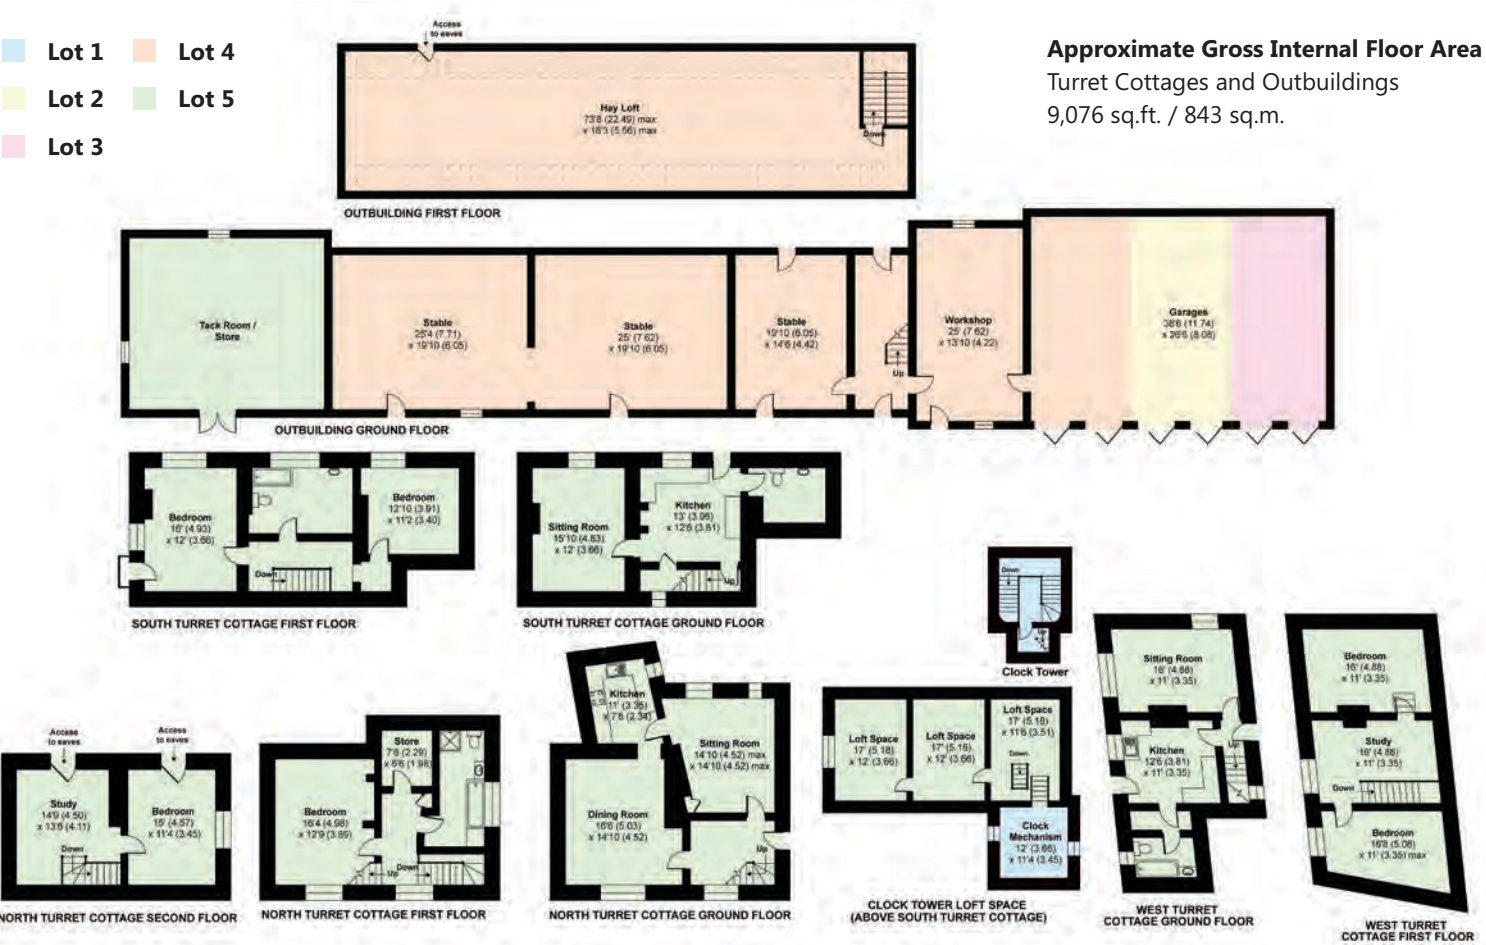 Lot 1
Lot 4
Lot 2
Lot 5
Lot 3
Approximate Gross Internal Floor Area
Turret Cottages and Outbuildings
9,076 sq.ft. / 843 sq.m.
Access
to eaves
Hay Loft
73'8 (22.49) max
x 18'3 (5.56) max
Down
OUTBUILDING FIRST FLOOR
Tack Room /
Store
Stable
25'4 (7.71)
x 19'10 (6.05)
Stable
25' (7.62)
x 19'10 (6.05)
Stable
19'10 (6.05)
x 14'6 (4.42)
Up
Workshop
25' (7.62)
x 13'10 (4.22)
Garages
38'6 (11.74)
x 26'6 (8.08)
OUTBUILDING GROUND FLOOR
Bedroom
16' (4.93)
x 12' (3.66)
Down
Bedroom
12'10 (3.91)
x 11'2 (3.40)
SOUTH TURRET COTTAGE FIRST FLOOR
Sitting Room
15'10 (4.83)
x 12' (3.66)
Kitchen
13' (3.96)
x 12'6 (3.81)
Up
SOUTH TURRET COTTAGE GROUND FLOOR
Down
Clock Tower
Access
to eaves
Access
to eaves
Study
14'9 (4.50)
x 13'6 (4.11)
Down
Bedroom
15' (4.57)
x 11'4 (3.45)
NORTH TURRET COTTAGE SECOND FLOOR
Store
7'6 (2.29)
x 6'6 (1.98)
Bedroom
16'4 (4.98)
x 12'9 (3.89)
Up
Down
NORTH TURRET COTTAGE FIRST FLOOR
Kitchen
11' (3.35)
x 7'8 (2.34)
Sitting Room
14'10 (4.52) max
x 14'10 (4.52) max
Dining Room
16'6 (5.03)
x 14'10 (4.52)
Up
NORTH TURRET COTTAGE GROUND FLOOR
Loft Space
17' (5.18)
x 12' (3.66)
Loft Space
17' (5.18)
x 12' (3.66)
Loft Space
17' (5.18)
x 11'6 (3.51)
Down
Clock
Mechanism
12' (3.66)
x 11'4 (3.45)
CLOCK TOWER LOFT SPACE
(ABOVE SOUTH TURRET COTTAGE)
Sitting Room
16' (4.88)
x 11' (3.35)
Kitchen
12'6 (3.81)
x 11' (3.35)
Up
WEST TURRET
COTTAGE GROUND FLOOR
Bedroom
16' (4.88)
x 11' (3.35)
Study
16' (4.88)
x 11' (3.35)
Down
Bedroom
16'8 (5.08)
x 11' (3.35) max
WEST TURRET
COTTAGE FIRST FLOOR